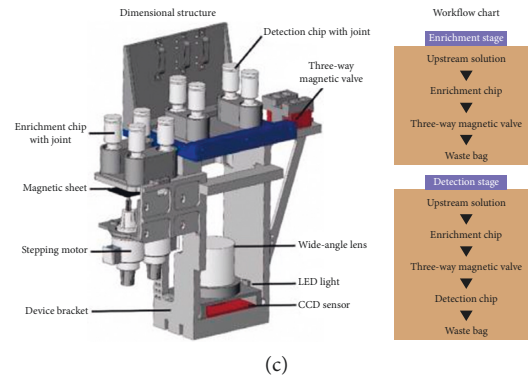 Dimensional structure
Detection chip with joint
Three-way
magnetic valve
Enrichment chip
with joint
Magnetic sheet
Stepping motor
Wide-angle lens
LED light
Device bracket
CCD sensor
Workflow chart
Enrichment stage
Upstream solution
Enrichment chip
Three-way magnetic valve
Waste bag
Detection stage
Upstream solution
Enrichment chip
Three-way magnetic valve
Detection chip
Waste bag
(c)